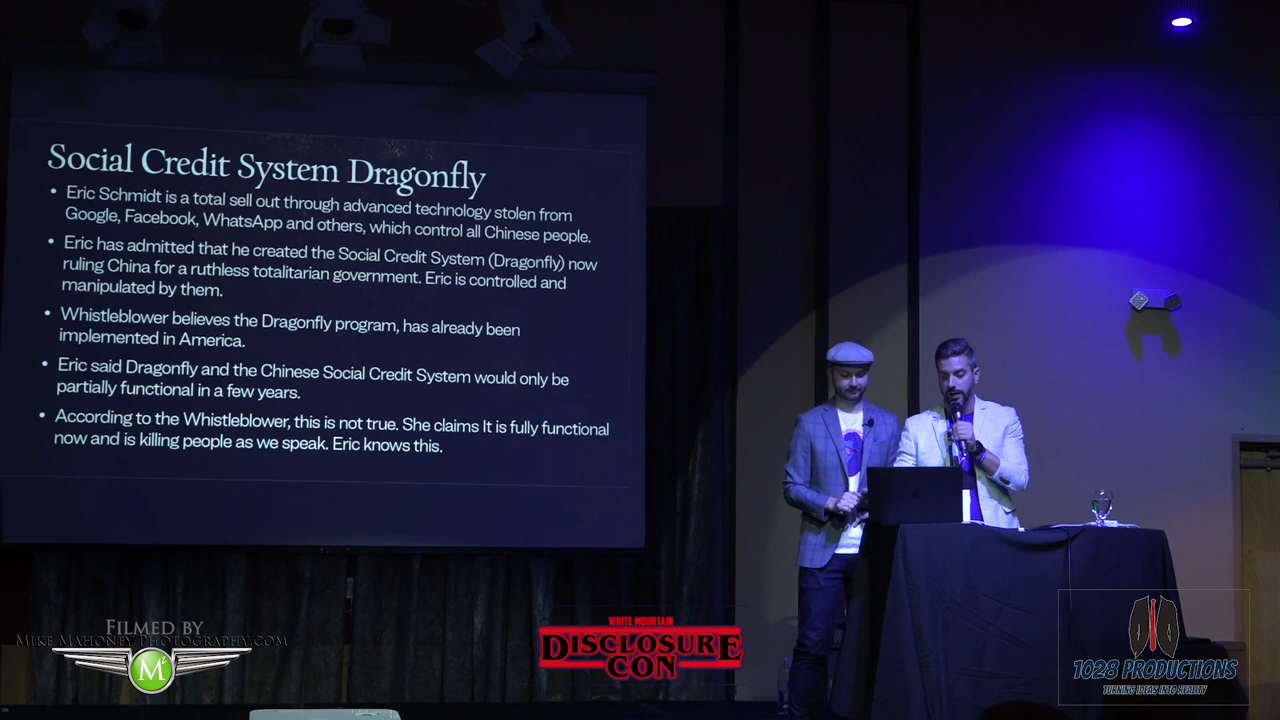 Social Credit System Dragonfly
• Eric Schmidt is a total sell out through advanced technology stolen from
Google, Facebook, WhatsApp and others, which control all Chinese people.
• Eric has admitted that he created the Social Credit System (Dragonfly) now
ruling China for a ruthless totalitarian government. Eric is controlled and
manipulated by them.
• Whistleblower believes the Dragonfly program, has already been
implemented in America.
• Eric said Dragonfly and the Chinese Social Credit System would only be
partially functional in a few years.
• According to the Whistleblower, this is not true. She claims It is fully functional
now and is killing people as we speak. Eric knows this.
FILMED BY
MIKE MAHONEY PHOTOGRAPHY.COM
M²
WHITE MOUNTAIN
DISCLOSURE
CON
1028 PRODUCTIONS
TURNING IDEAS INTO REALITY